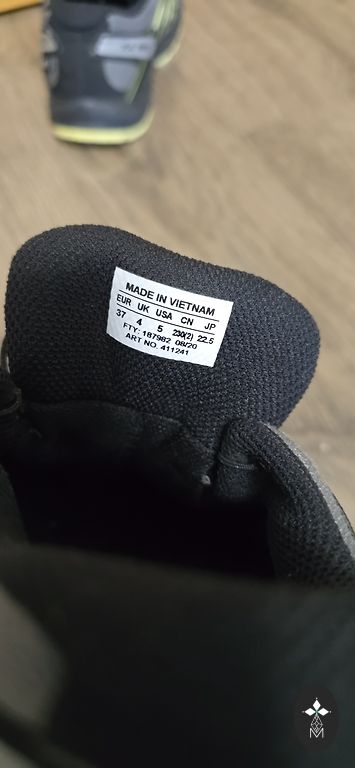 MADE IN VIETNAM
EUR UK USA CN JP
37 4 5 230(2) 22.5
FTY: 187982 08/20
ART NO. 411241
M